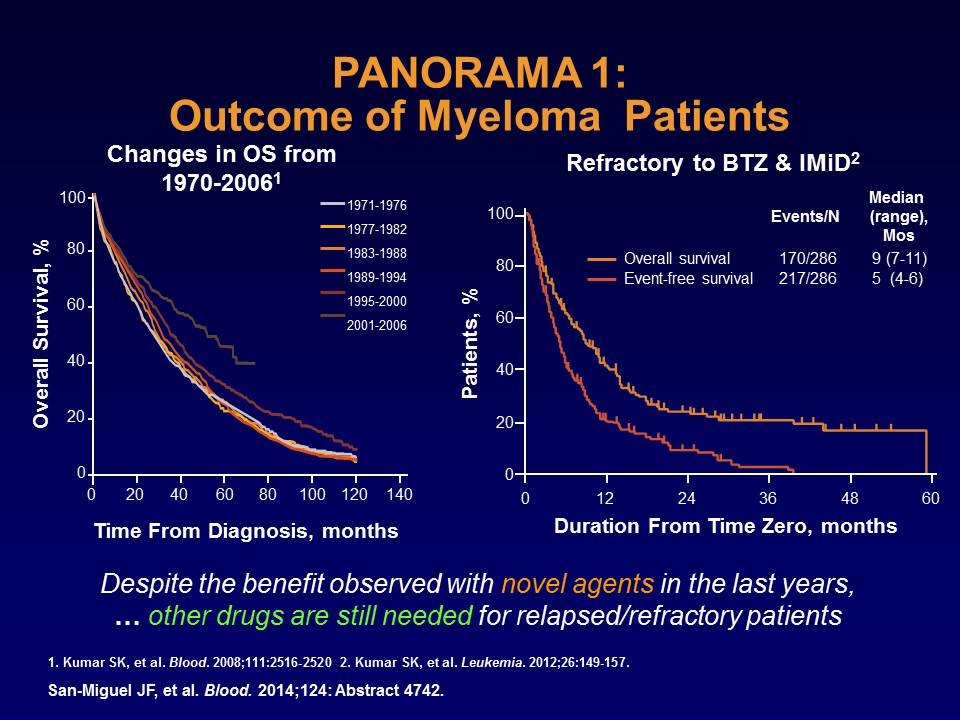 PANORAMA 1:
Outcome of Myeloma  Patients
Changes in OS from
1970-2006¹
100
80
60
40
20
0
Overall Survival, %
1971-1976
1977-1982
1983-1988
1989-1994
1995-2000
2001-2006
0 20 40 60 80 100 120 140
Time From Diagnosis, months
Refractory to BTZ & IMiD²
Events/N
Median
(range),
Mos
Overall survival 170/286 9 (7-11)
Event-free survival 217/286 5 (4-6)
100
80
60
40
20
0
Patients, %
0 12 24 36 48 60
Duration From Time Zero, months
Despite the benefit observed with novel agents in the last years,
… other drugs are still needed for relapsed/refractory patients
1. Kumar SK, et al. Blood. 2008;111:2516-2520 2. Kumar SK, et al. Leukemia. 2012;26:149-157.
San-Miguel JF, et al. Blood. 2014;124: Abstract 4742.